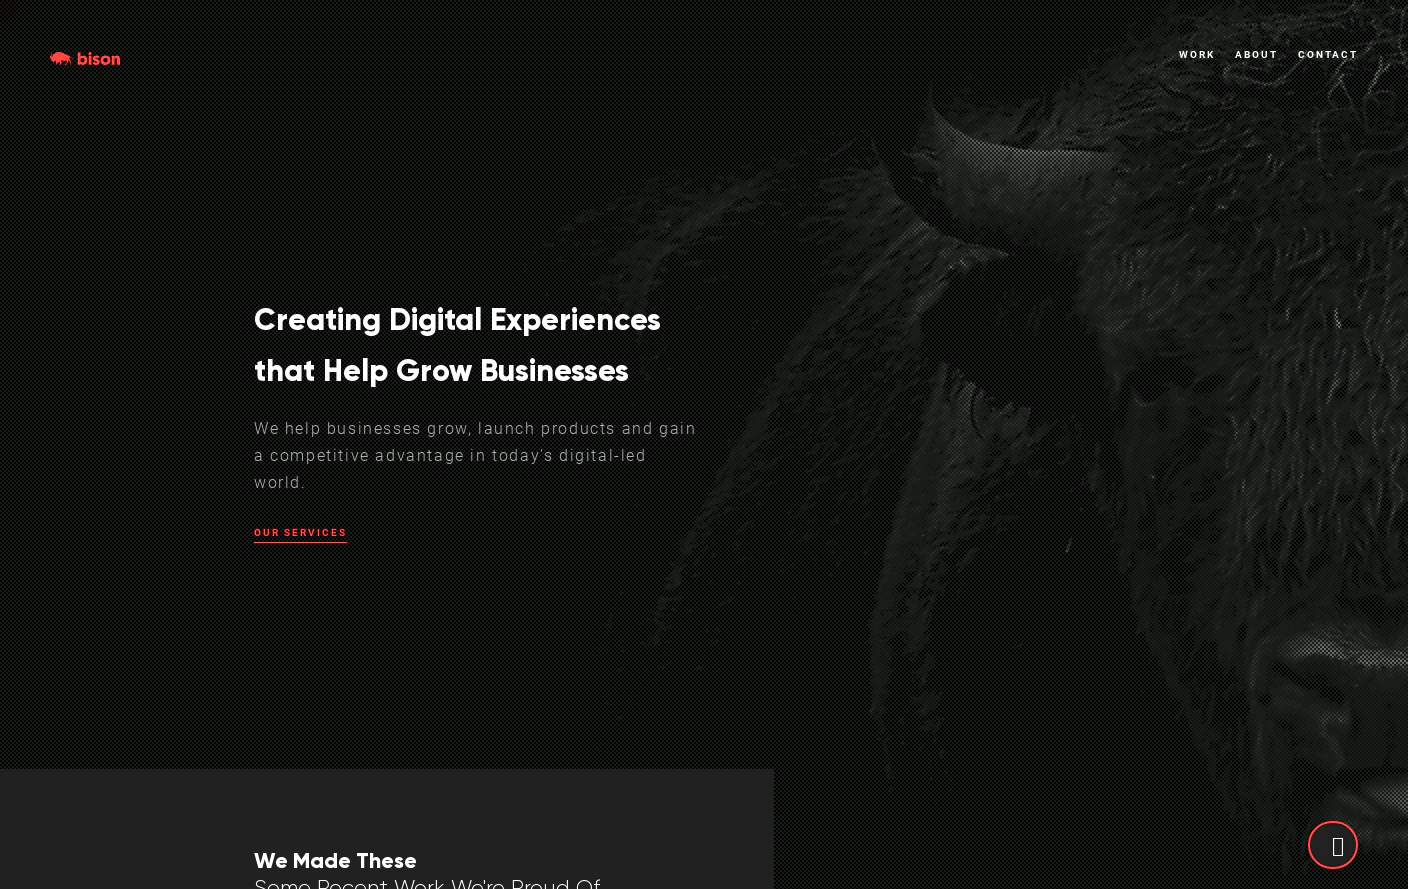 bison
WORK ABOUT CONTACT
Creating Digital Experiences
that Help Grow Businesses
We help businesses grow, launch products and gain
a competitive advantage in today's digital-led
world.
OUR SERVICES
We Made These
Some Recent Work We're Proud Of